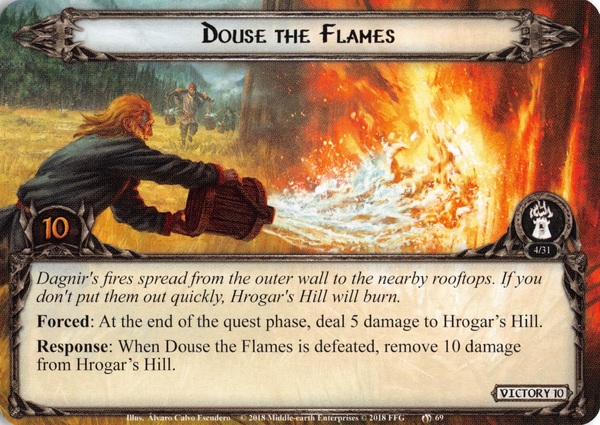 Douse the Flames
10
4/31
Dagnir's fires spread from the outer wall to the nearby rooftops. If you
don't put them out quickly, Hrogar's Hill will burn.
Forced: At the end of the quest phase, deal 5 damage to Hrogar's Hill.
Response: When Douse the Flames is defeated, remove 10 damage
from Hrogar's Hill.
VICTORY 10
Illus. Álvaro Calvo Escudero © 2018 Middle-earth Enterprises © 2018 FFG 69